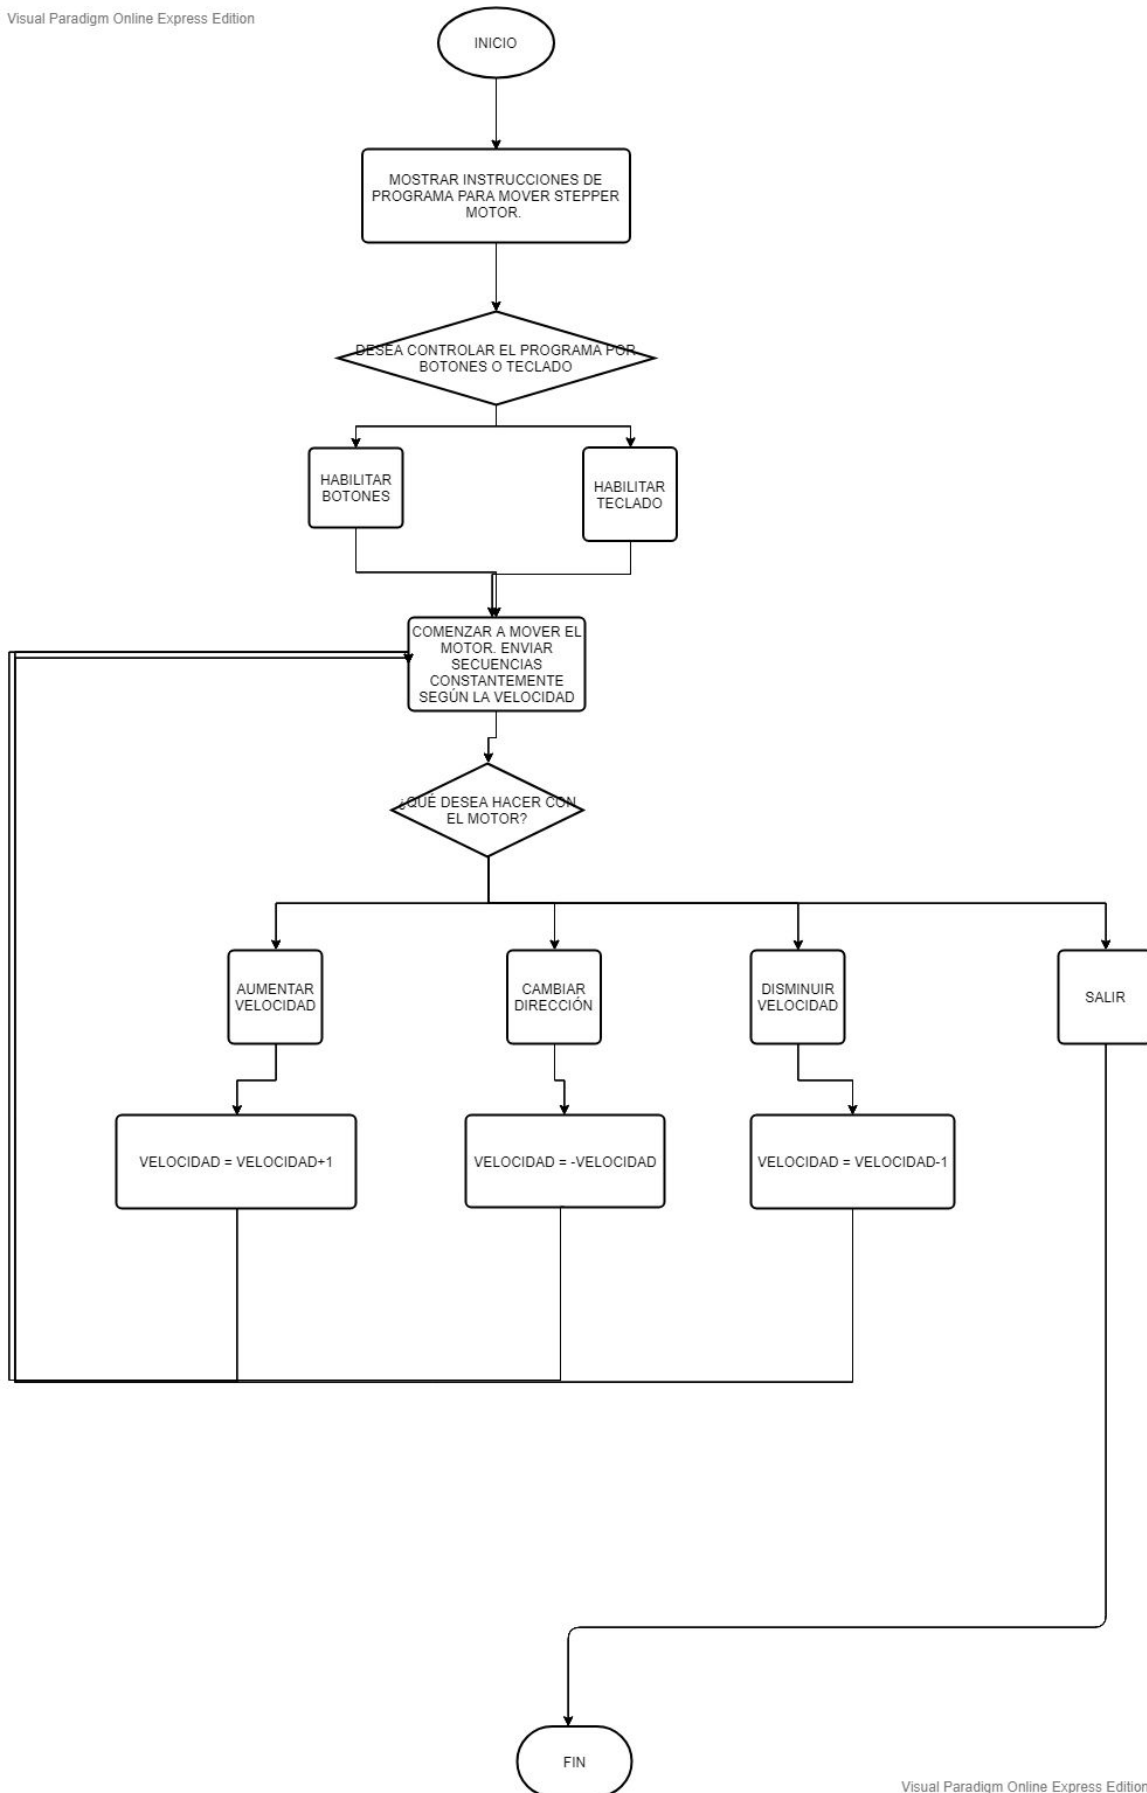 Visual Paradigm Online Express Edition
INICIO
MOSTRAR INSTRUCCIONES DE
PROGRAMA PARA MOVER STEPPER
MOTOR.
DESEA CONTROLAR EL PROGRAMA POR
BOTONES O TECLADO
HABILITAR
BOTONES
HABILITAR
TECLADO
COMENZAR A MOVER EL
MOTOR. ENVIAR
SECUENCIAS
CONSTANTEMENTE
SEGÚN LA VELOCIDAD
¿QUÉ DESEA HACER CON
EL MOTOR?
AUMENTAR
VELOCIDAD
CAMBIAR
DIRECCIÓN
DISMINUIR
VELOCIDAD
SALIR
VELOCIDAD = VELOCIDAD+1
VELOCIDAD = -VELOCIDAD
VELOCIDAD = VELOCIDAD-1
FIN
Visual Paradigm Online Express Edition